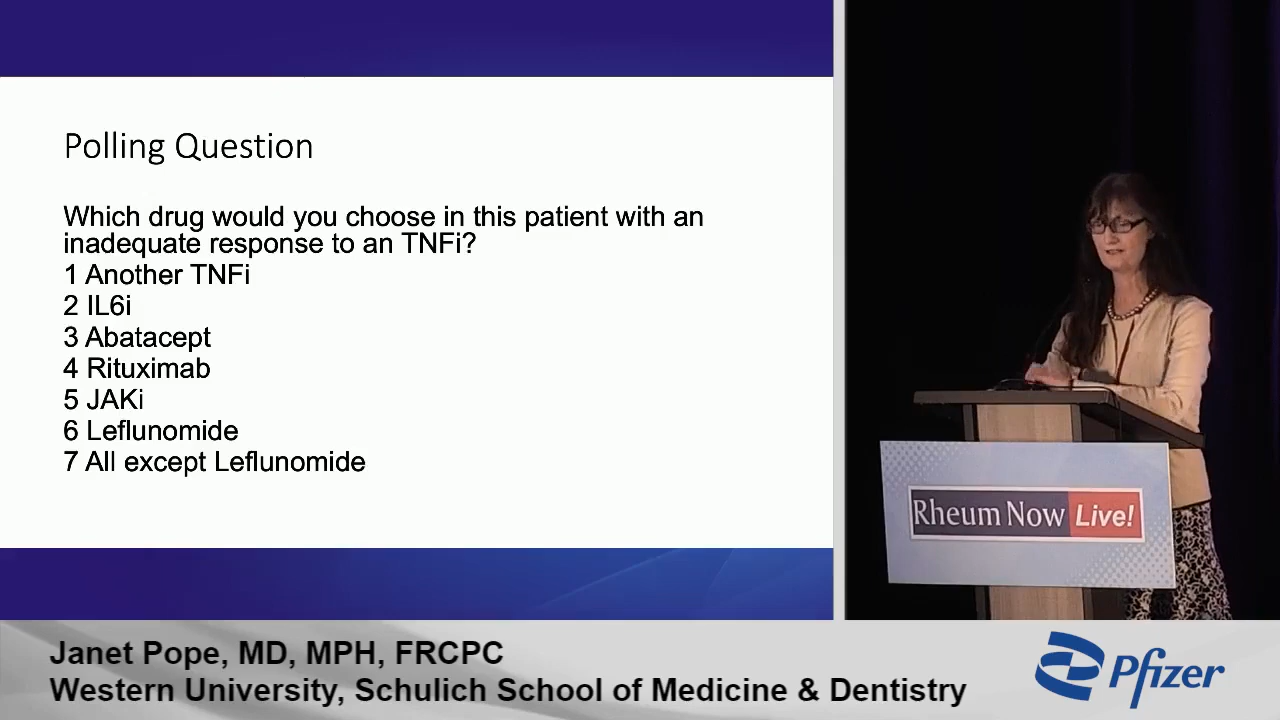 Polling Question
Which drug would you choose in this patient with an
inadequate response to an TNFi?
1 Another TNFi
2 IL6i
3 Abatacept
4 Rituximab
5 JAKi
6 Leflunomide
7 All except Leflunomide
Rheum Now Live!
Janet Pope, MD, MPH, FRCPC
Western University, Schulich School of Medicine & Dentistry
Pfizer